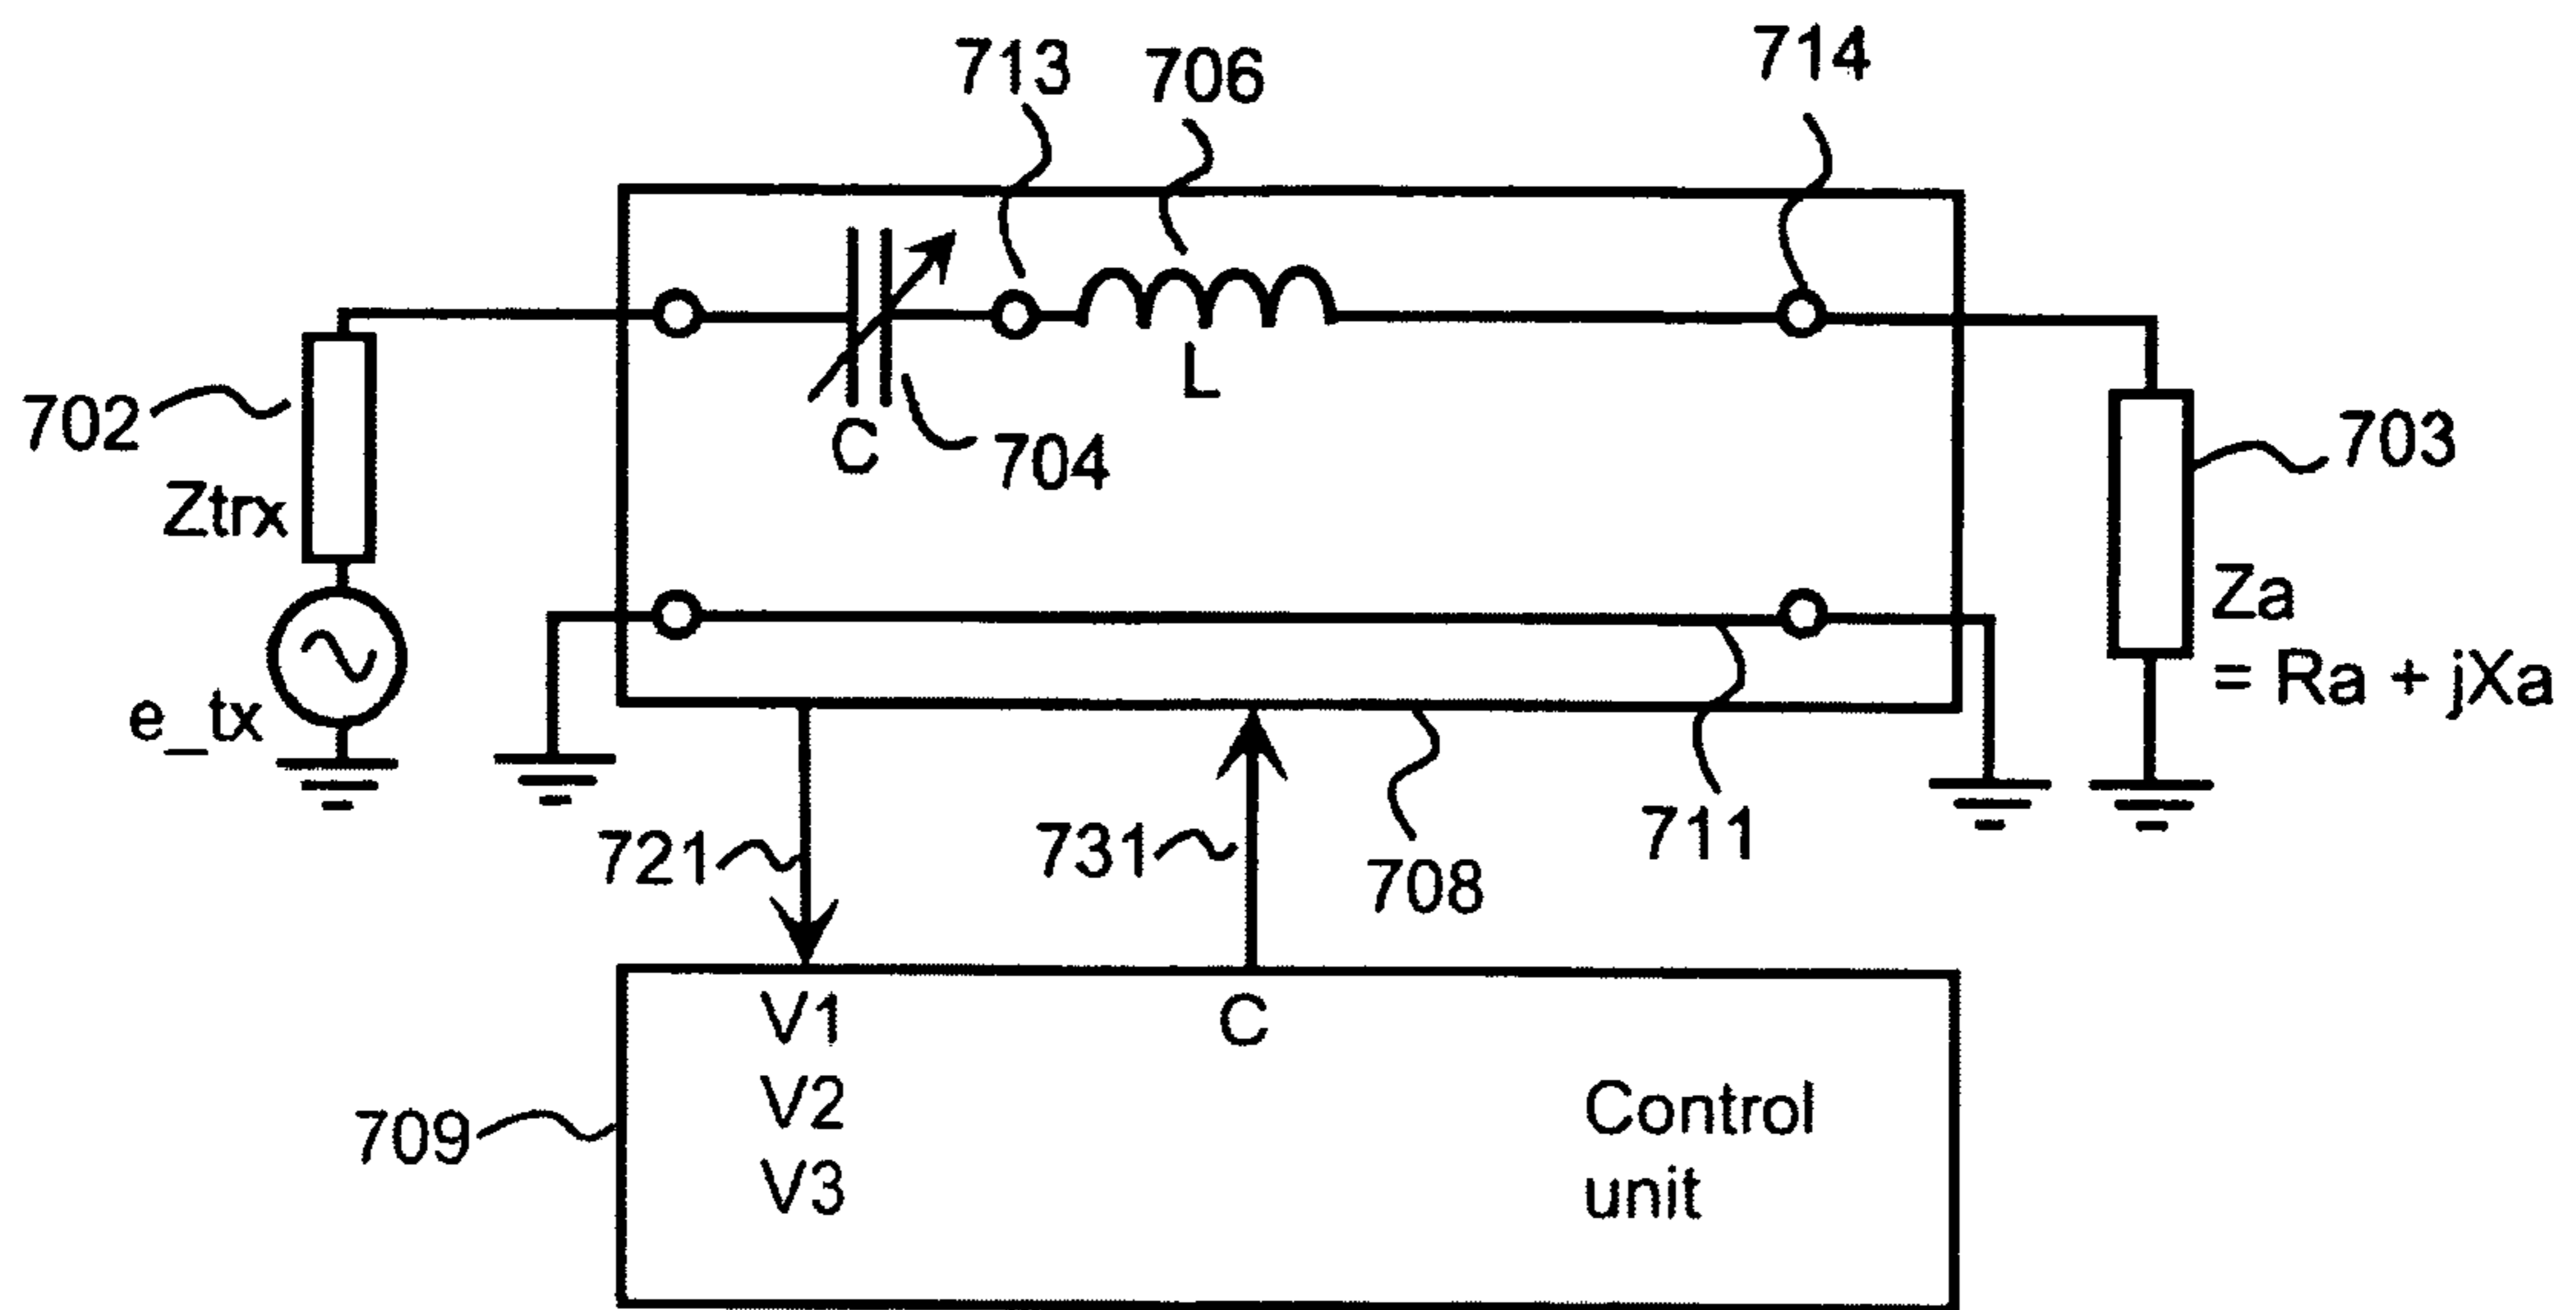 713
706
714
702
L
C
704
703
Ztrx
Za
= Ra + jXa
e_tx
721
731
711
708
V1
C
V2
Control
709
V3
unit